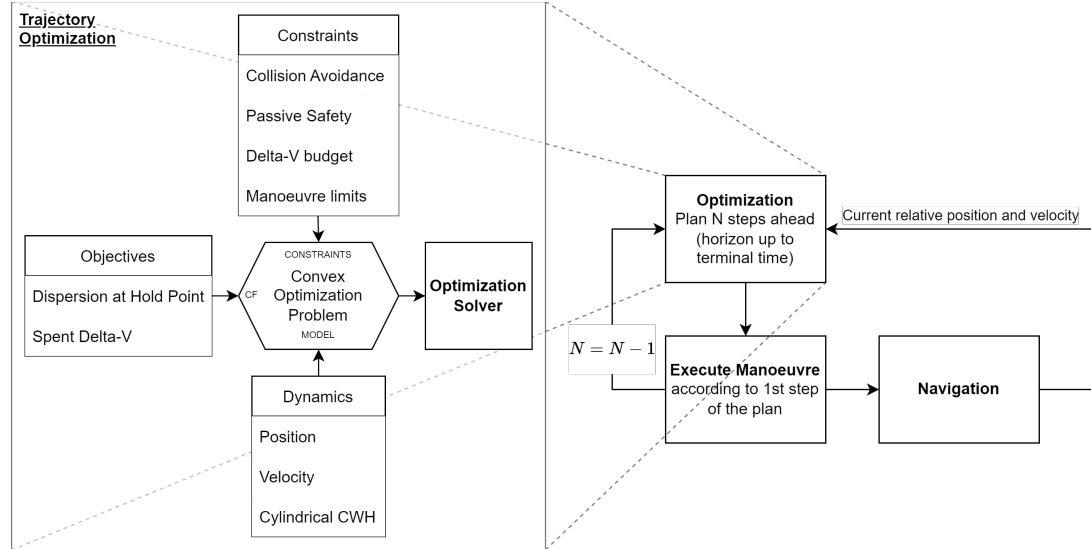 Trajectory
Optimization
Constraints
Collision Avoidance
Passive Safety
Delta-V budget
Manoeuvre limits
Objectives
Dispersion at Hold Point
Spent Delta-V
CONSTRAINTS
CF
Convex
Optimization
Problem
MODEL
Optimization
Solver
Dynamics
Position
Velocity
Cylindrical CWH
Optimization
Plan N steps ahead
(horizon up to
terminal time)
Current relative position and velocity
N = N − 1
Execute Manoeuvre
according to 1st step
of the plan
Navigation